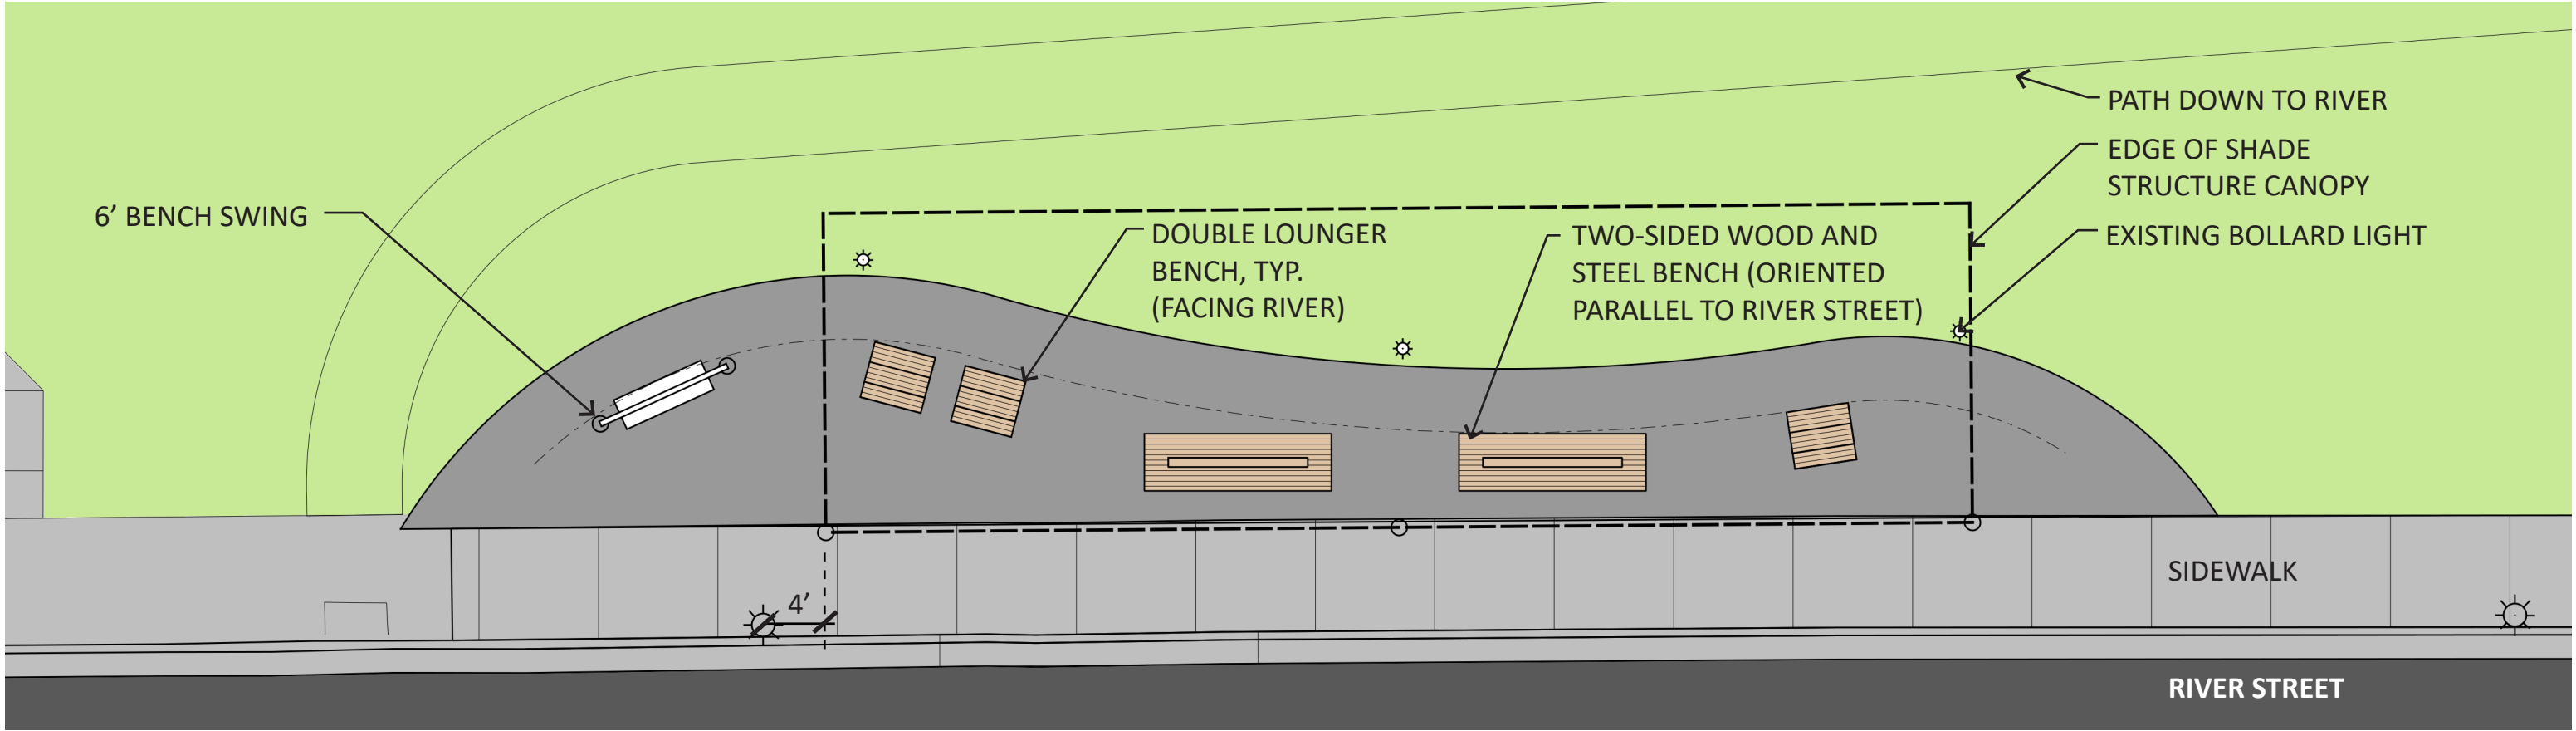 PATH DOWN TO RIVER
EDGE OF SHADE
STRUCTURE CANOPY
EXISTING BOLLARD LIGHT
6’ BENCH SWING
DOUBLE LOUNGER
BENCH, TYP.
(FACING RIVER)
TWO-SIDED WOOD AND
STEEL BENCH (ORIENTED
PARALLEL TO RIVER STREET)
4’
SIDEWALK
RIVER STREET